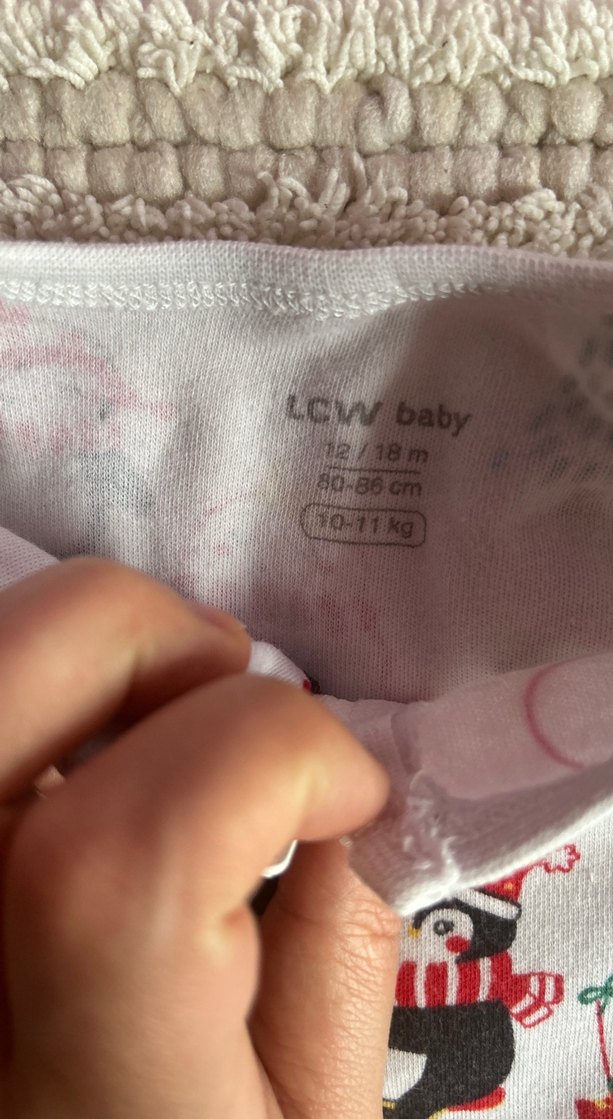 LCW baby
12 / 18 m
80-86 cm
10-11 kg